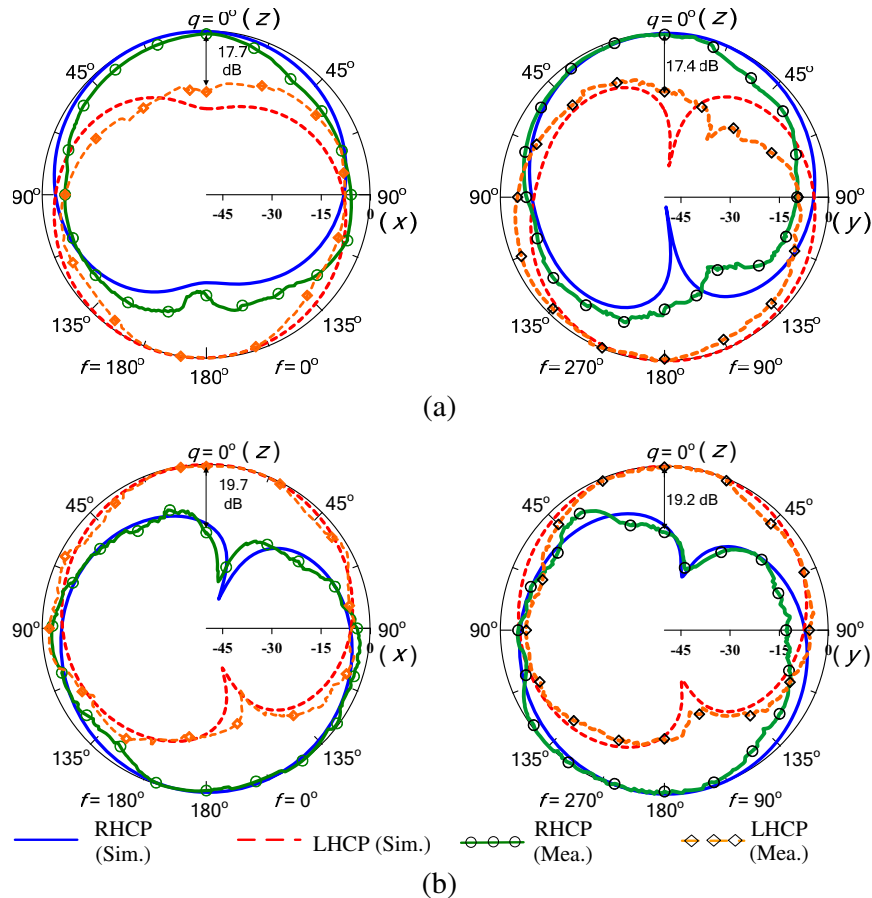 q = 0° (z)
q = 0° (z)
17.7
dB
17.4 dB
45°
45°
45°
45°
90°
-45
-30
-15
0
90°
(x)
90°
-45
-30
-15
0
90°
(y)
135°
135°
135°
135°
f = 180°
180°
f = 0°
f = 270°
180°
f = 90°
(a)
q = 0° (z)
q = 0° (z)
19.7
dB
19.2 dB
45°
45°
45°
45°
90°
-45
-30
-15
0
90°
(x)
90°
-45
-30
-15
0
90°
(y)
135°
135°
135°
135°
f = 180°
180°
f = 0°
f = 270°
180°
f = 90°
RHCP
(Sim.)
LHCP (Sim.)
RHCP
(Mea.)
LHCP
(Mea.)
(b)